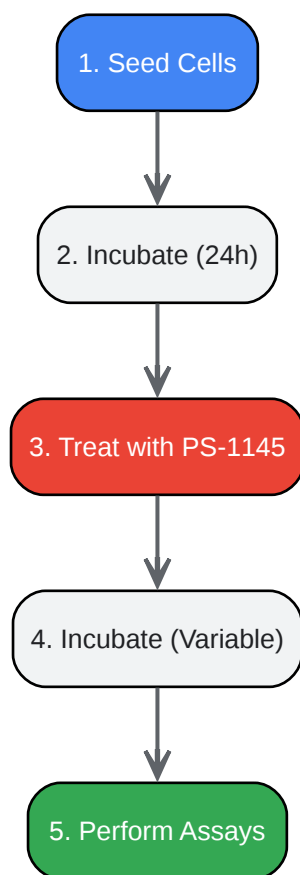 1. Seed Cells
2. Incubate (24h)
3. Treat with PS-1145
4. Incubate (Variable)
5. Perform Assays